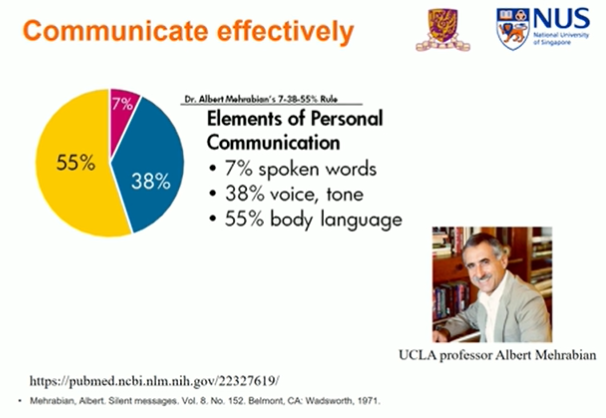 Communicate effectively
NUS
National University
of Singapore
Dr. Albert Mehrabian's 7-38-55% Rule
7%
55%
38%
Elements of Personal
Communication
• 7% spoken words
• 38% voice, tone
• 55% body language
UCLA professor Albert Mehrabian
https://pubmed.ncbi.nlm.nih.gov/22327619/
• Mehrabian, Albert. Silent messages. Vol. 8. No. 152. Belmont, CA: Wadsworth, 1971.